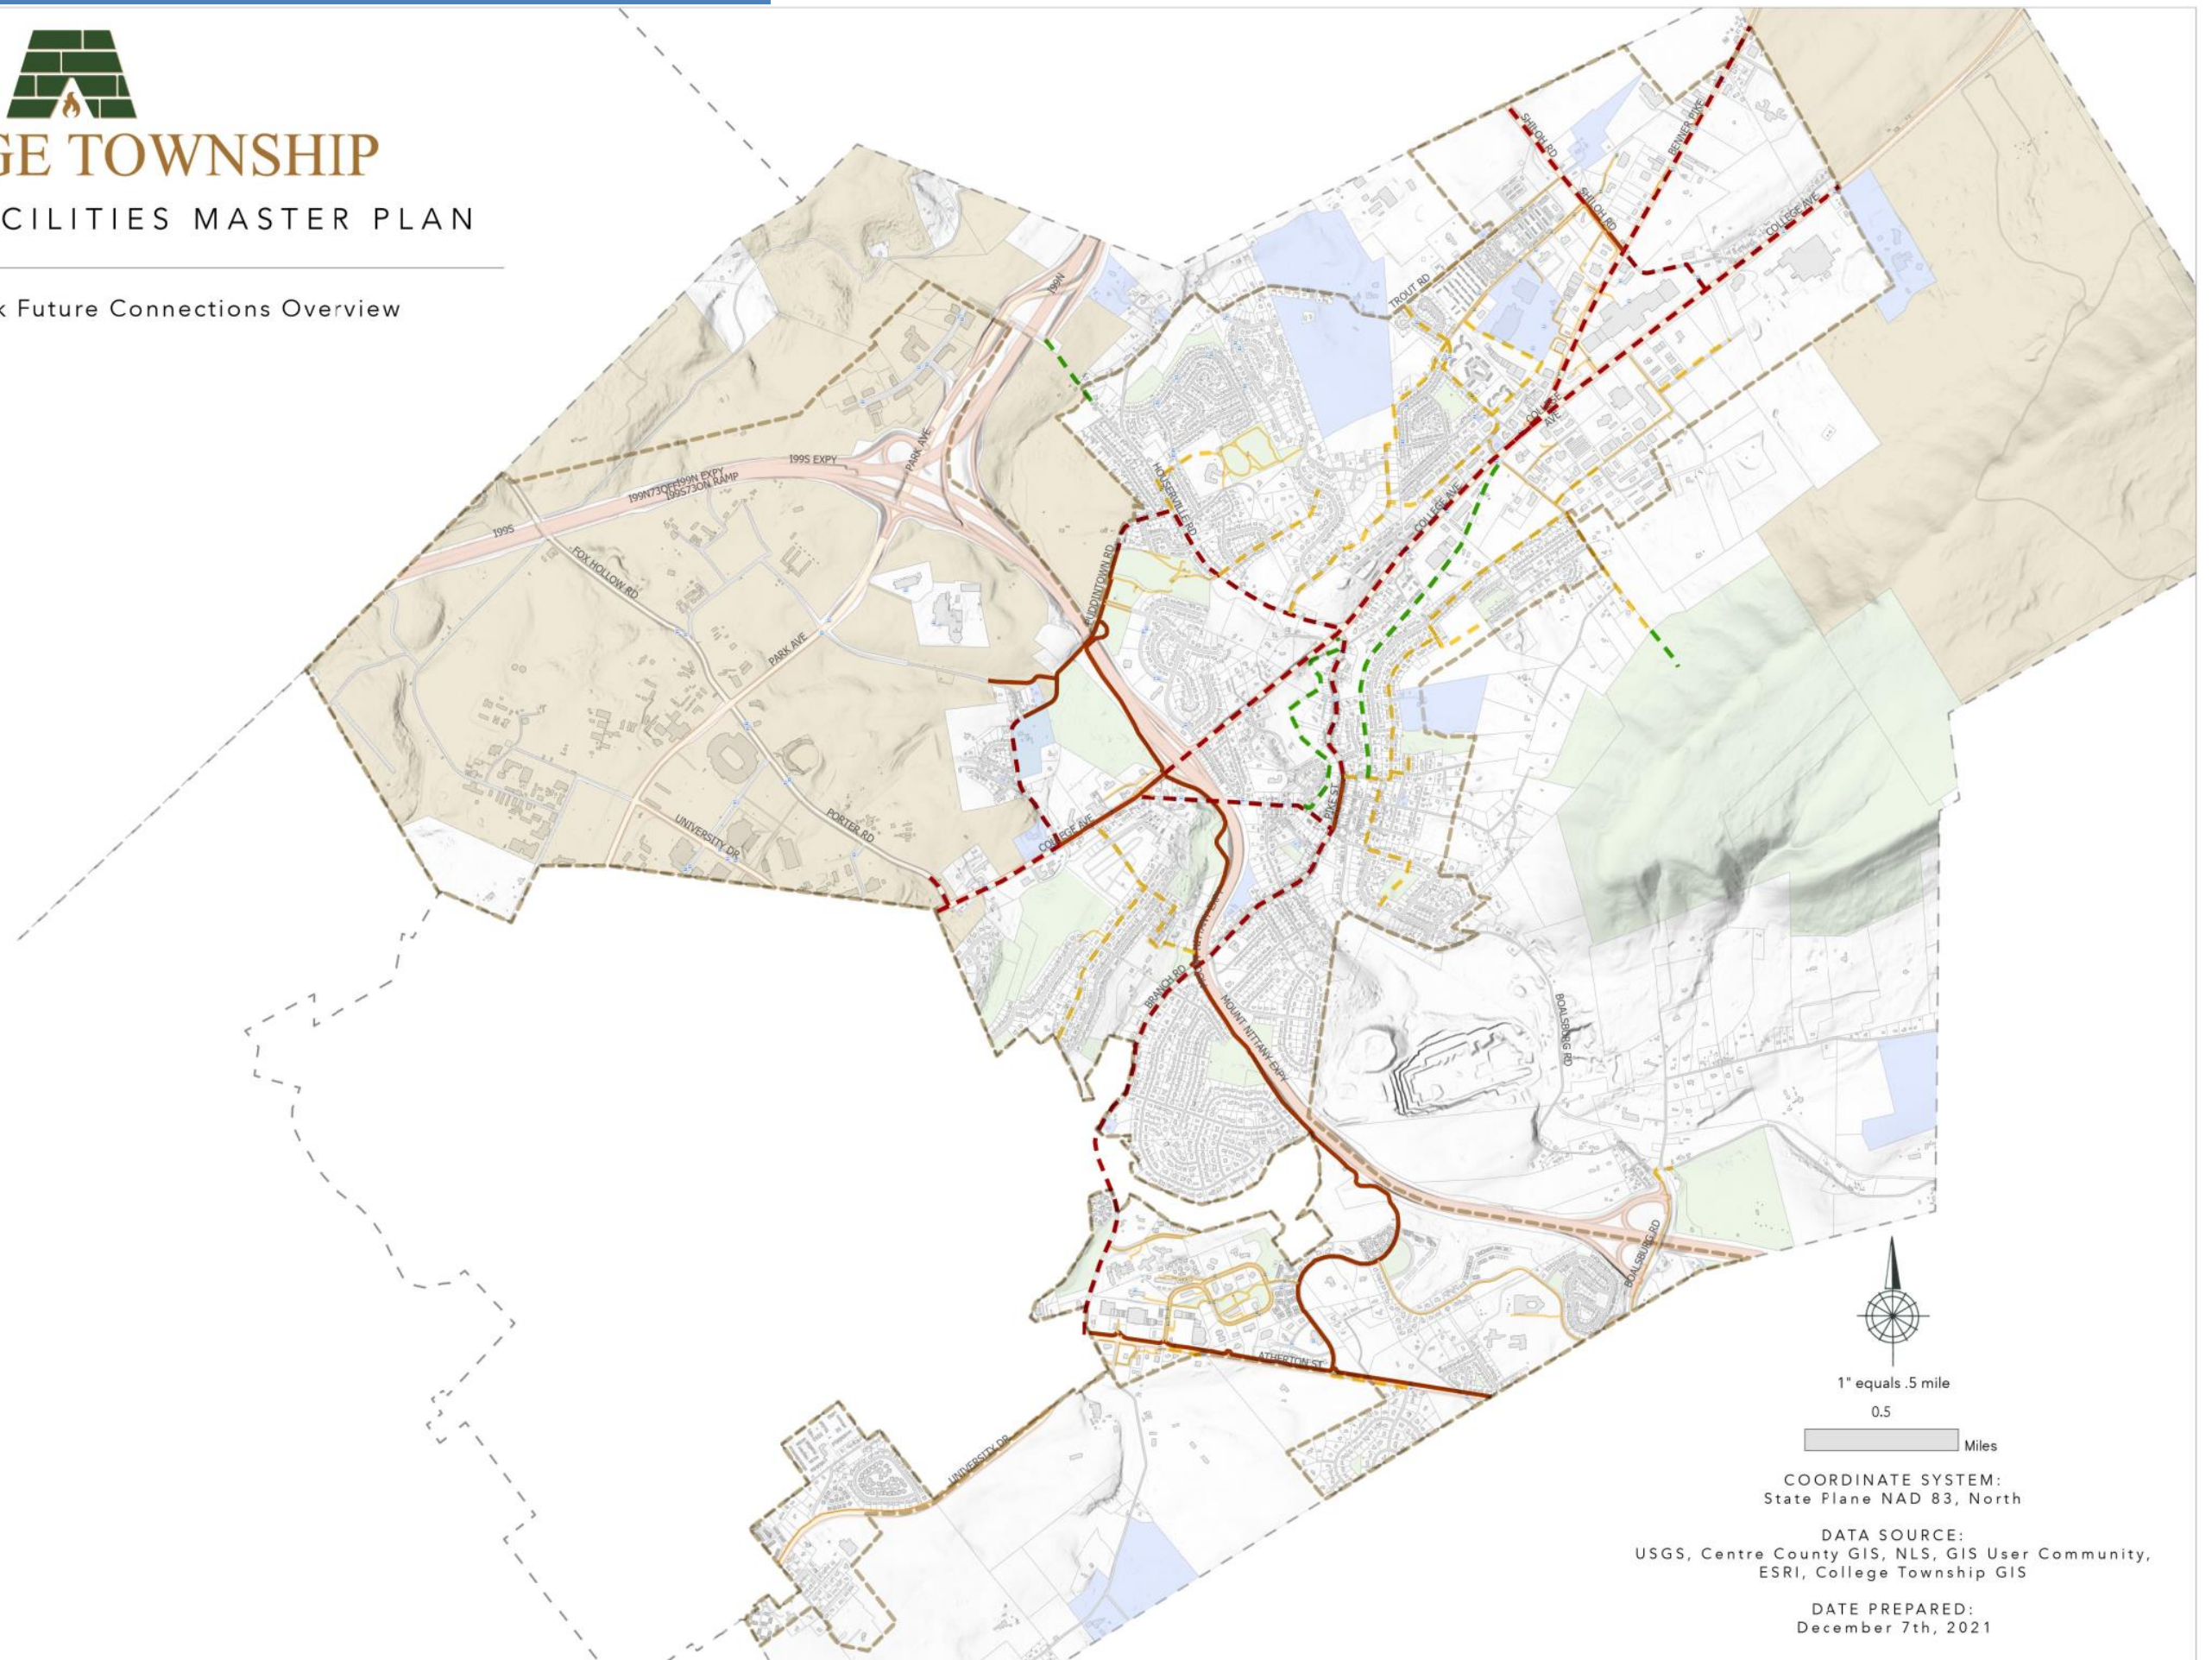 GE TOWNSHIP
CILITIES MASTER PLAN
k Future Connections Overview
SHILOH RD
BENNER PIKE
SHILOH RD
COLLEGE AVE
I99N
TROUT RD
PARK AVE
I99S EXPY
I99N EXPY
I99S73ON RAMP
I99S
COLLEGE AVE
HOUSERVILLE RD
COLLEGE AVE
FOX HOLLOW RD
PUDDINTOWN RD
PARK AVE
PIKE ST
PORTER RD
UNIVERSITY DR
COLLEGE AVE
BRANCH RD
MOUNT NITTANY EXPY
BOALSBURG RD
BOALSBURG RD
ATHERTON ST
UNIVERSITY DR
1" equals .5 mile
0.5
Miles
COORDINATE SYSTEM:
State Plane NAD 83, North
DATA SOURCE:
USGS, Centre County GIS, NLS, GIS User Community,
ESRI, College Township GIS
DATE PREPARED:
December 7th, 2021